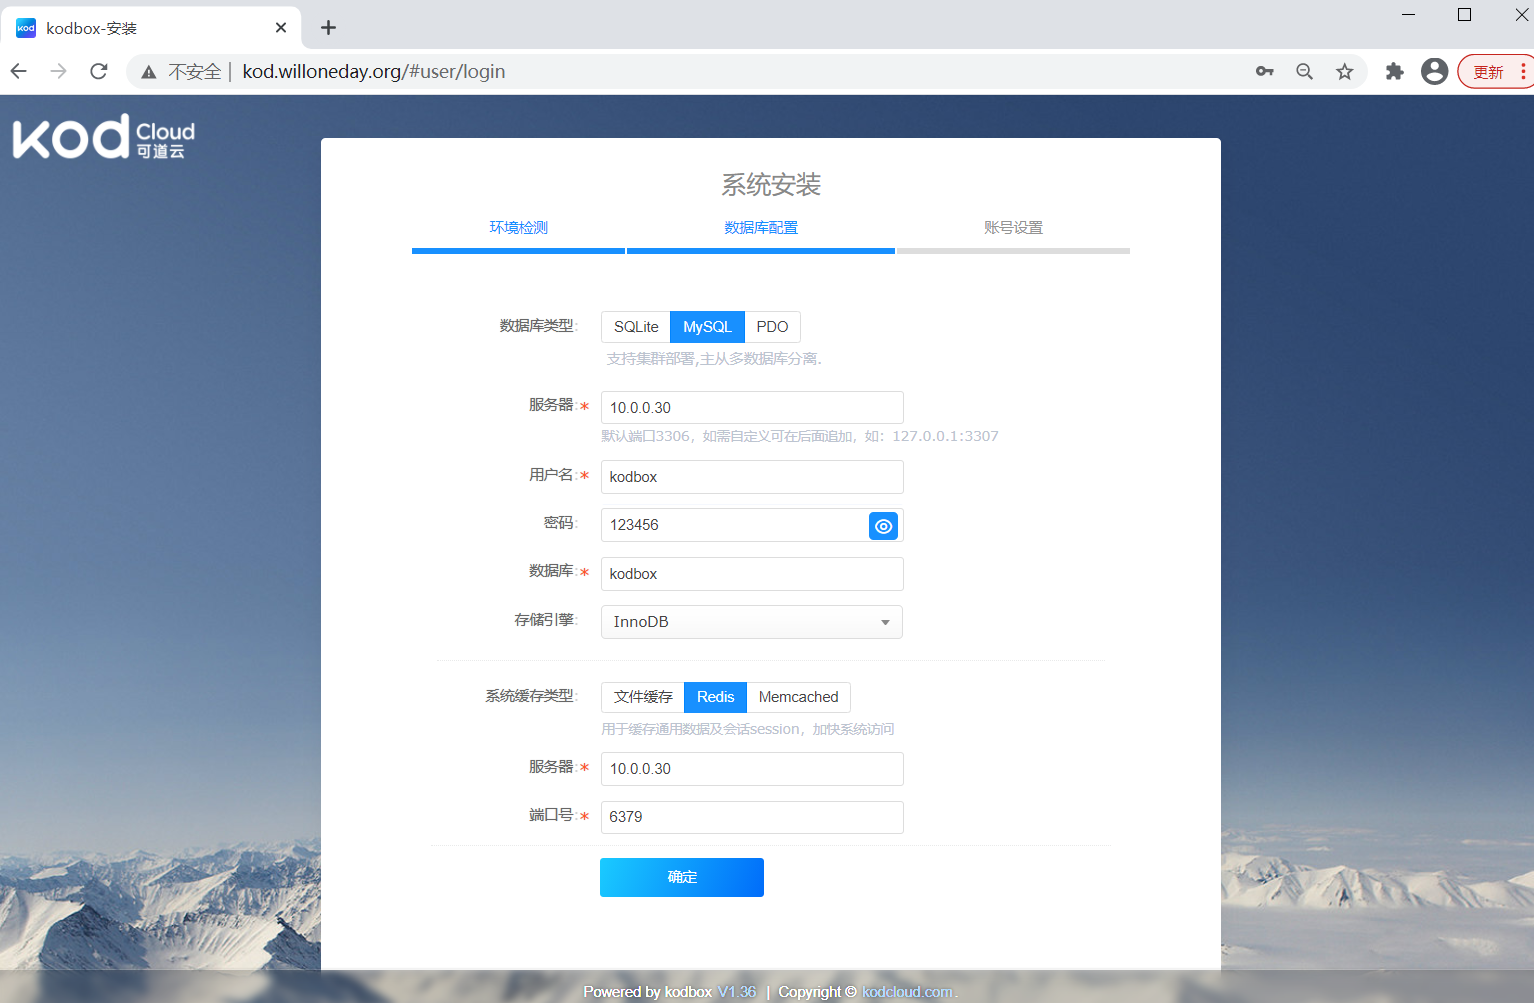 kodbox-安装
不安全 | kod.willoneday.org/#user/login
更新
kod Cloud
可道云
系统安装
环境检测 数据库配置 账号设置
数据库类型: SQLite MySQL PDO
支持集群部署,主从多数据库分离.
服务器:* 10.0.0.30
默认端口3306，如需自定义可在后面追加，如：127.0.0.1:3307
用户名:* kodbox
密码: 123456
数据库:* kodbox
存储引擎: InnoDB
系统缓存类型: 文件缓存 Redis Memcached
用于缓存通用数据及会话session，加快系统访问
服务器:* 10.0.0.30
端口号:* 6379
确定
Powered by kodbox V1.36 | Copyright © kodcloud.com.